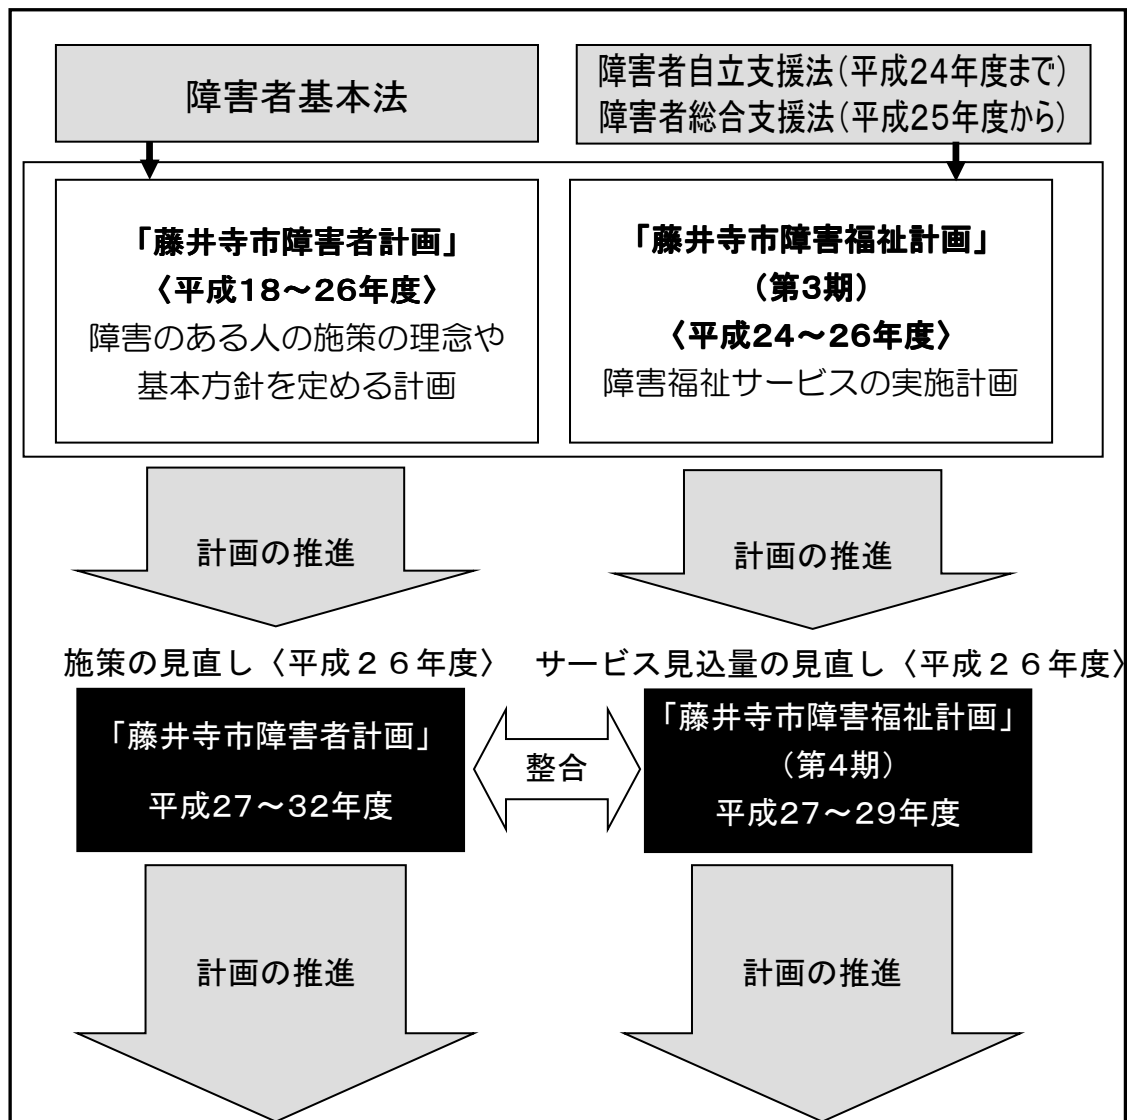 障害者基本法
障害者自立支援法（平成24年度まで）
障害者総合支援法（平成25年度から）
「藤井寺市障害者計画」
〈平成18～26年度〉
障害のある人の施策の理念や
基本方針を定める計画
「藤井寺市障害福祉計画」
（第3期）
〈平成24～26年度〉
障害福祉サービスの実施計画
計画の推進
計画の推進
施策の見直し〈平成２６年度〉
サービス見込量の見直し〈平成２６年度〉
「藤井寺市障害者計画」
平成27～32年度
整合
「藤井寺市障害福祉計画」
（第4期）
平成27～29年度
計画の推進
計画の推進